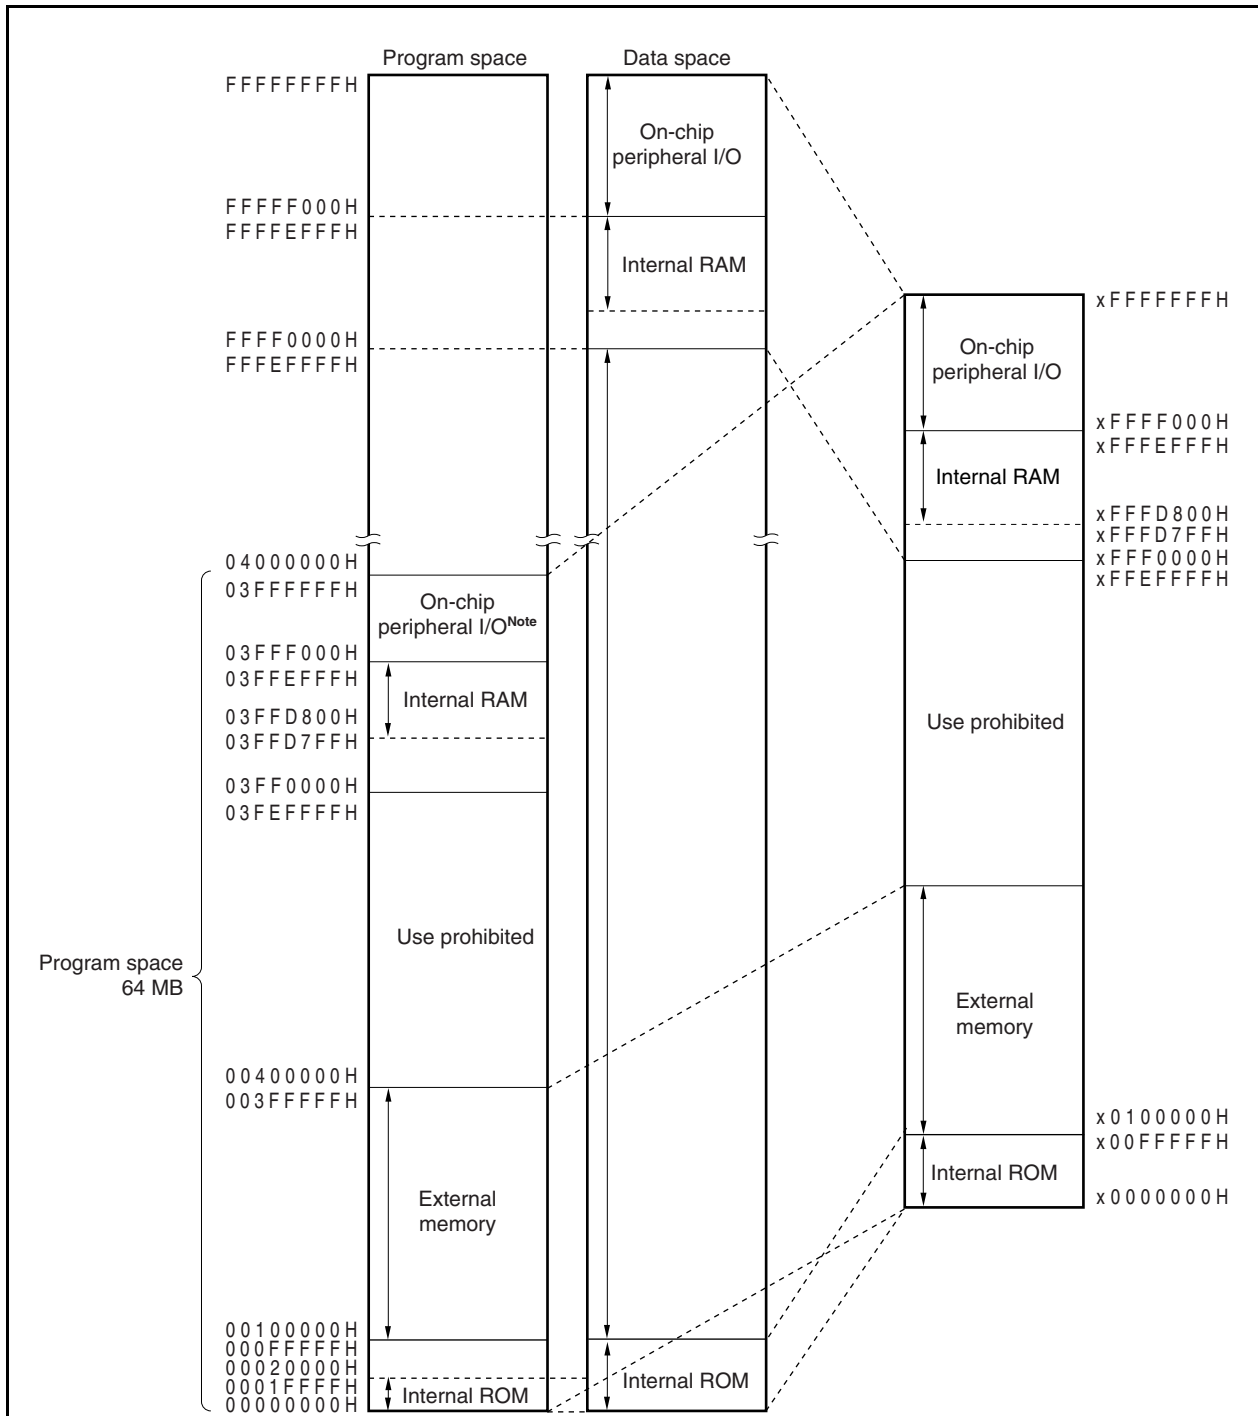 Program space
Data space
FFFFFFFFH
On-chip
peripheral I/O
FFFFF000H
FFFFEFFFH
Internal RAM
FFFF0000H
FFFEFFFFH
xFFFFFFFH
On-chip
peripheral I/O
xFFFF000H
xFFFEFFFH
Internal RAM
xFFFD800H
xFFFD7FFH
xFFF0000H
xFFEFFFFH
04000000H
03FFFFFFH
On-chip
peripheral I/ONote
03FFF000H
03FFEFFFH
Internal RAM
03FFD800H
03FFD7FFH
03FF0000H
03FEFFFFH
Use prohibited
Use prohibited
Program space
64 MB
External
memory
00400000H
003FFFFFH
x0100000H
x00FFFFFH
Internal ROM
x0000000H
External
memory
00100000H
000FFFFFH
00020000H
0001FFFFH
00000000H
Internal ROM
Internal ROM